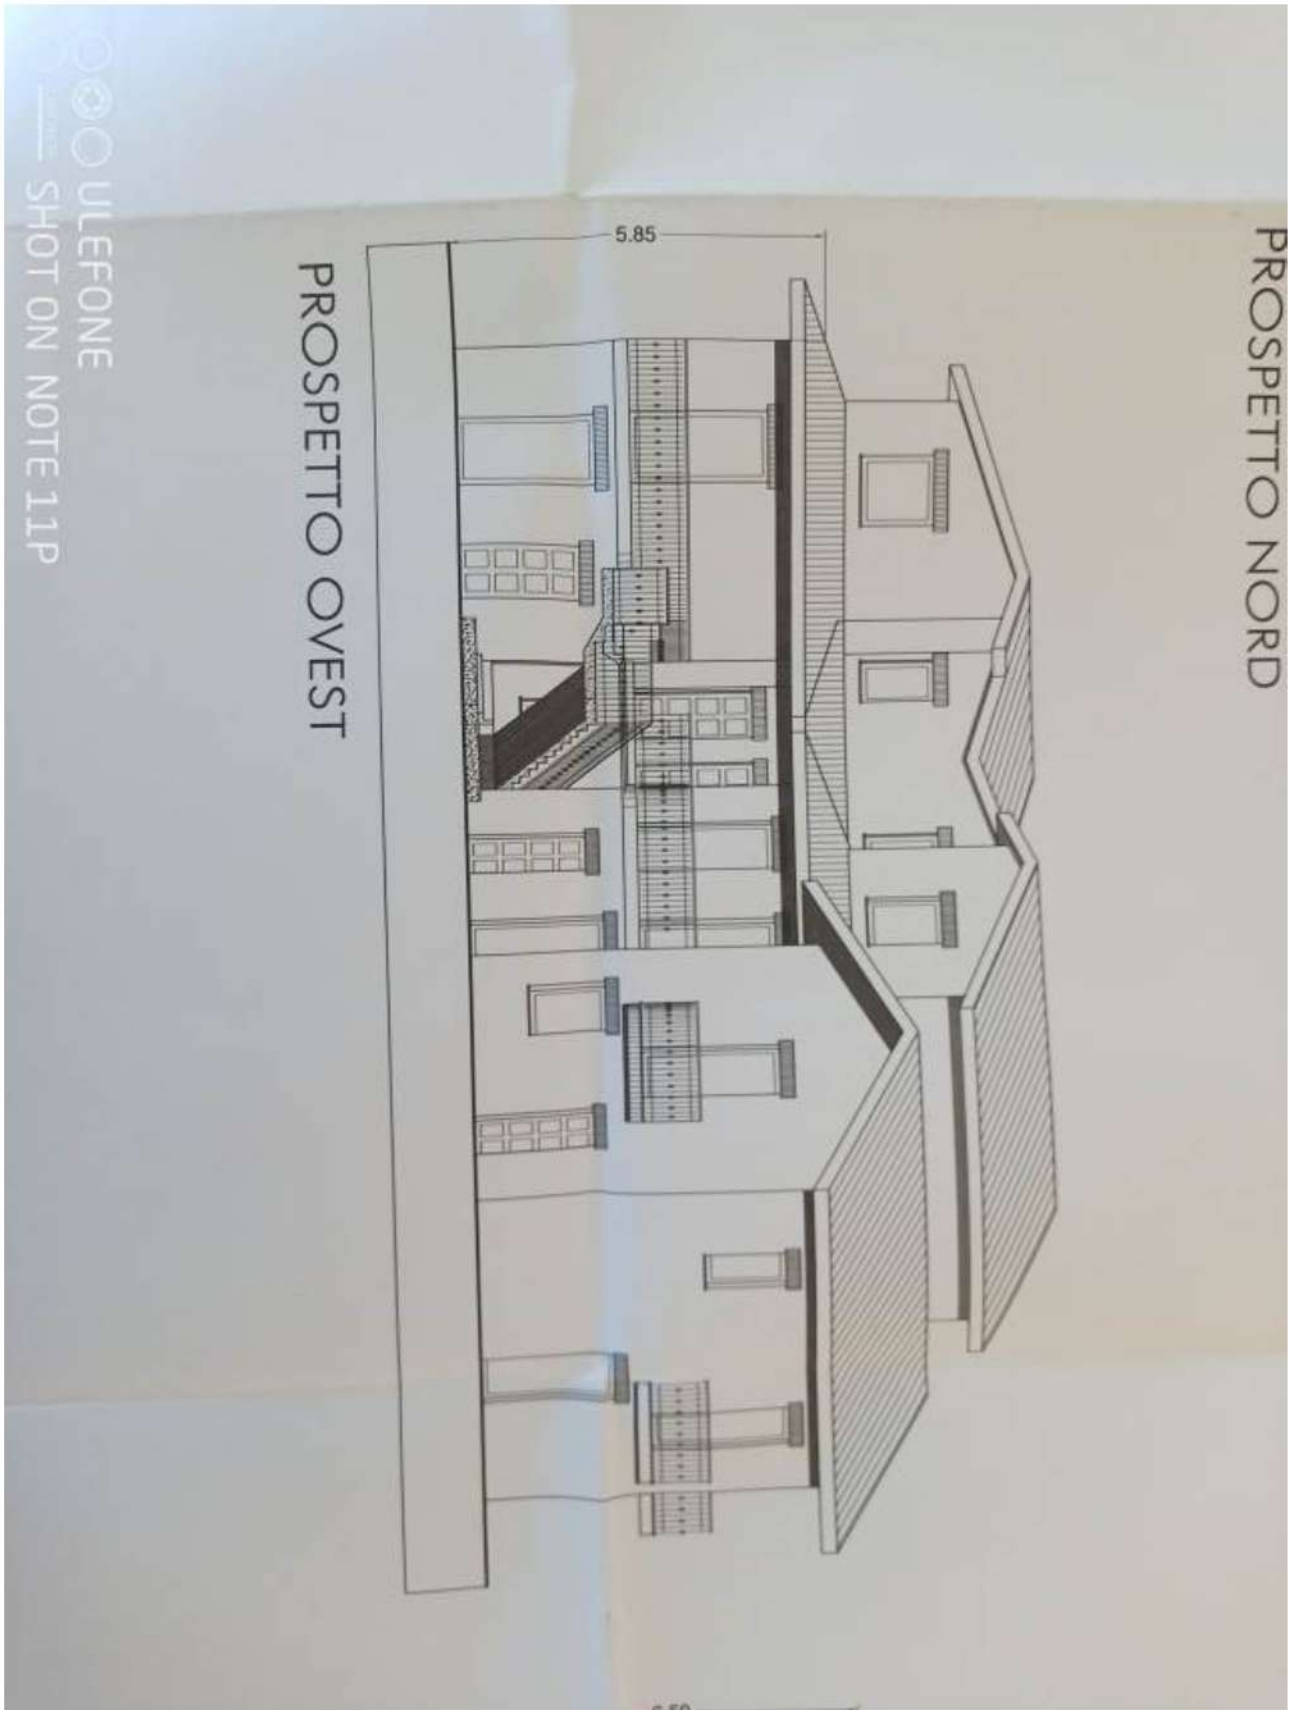 PROSPETTO NORD
5.85
PROSPETTO OVEST
ULEFONE
SHOT ON NOTE 11P